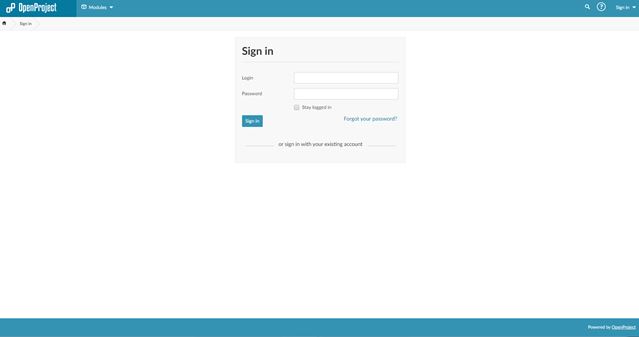 OpenProject
Modules
?
Sign in
Sign in
Sign in
Login
Password
Stay logged in
Sign in
Forgot your password?
or sign in with your existing account
Powered by OpenProject